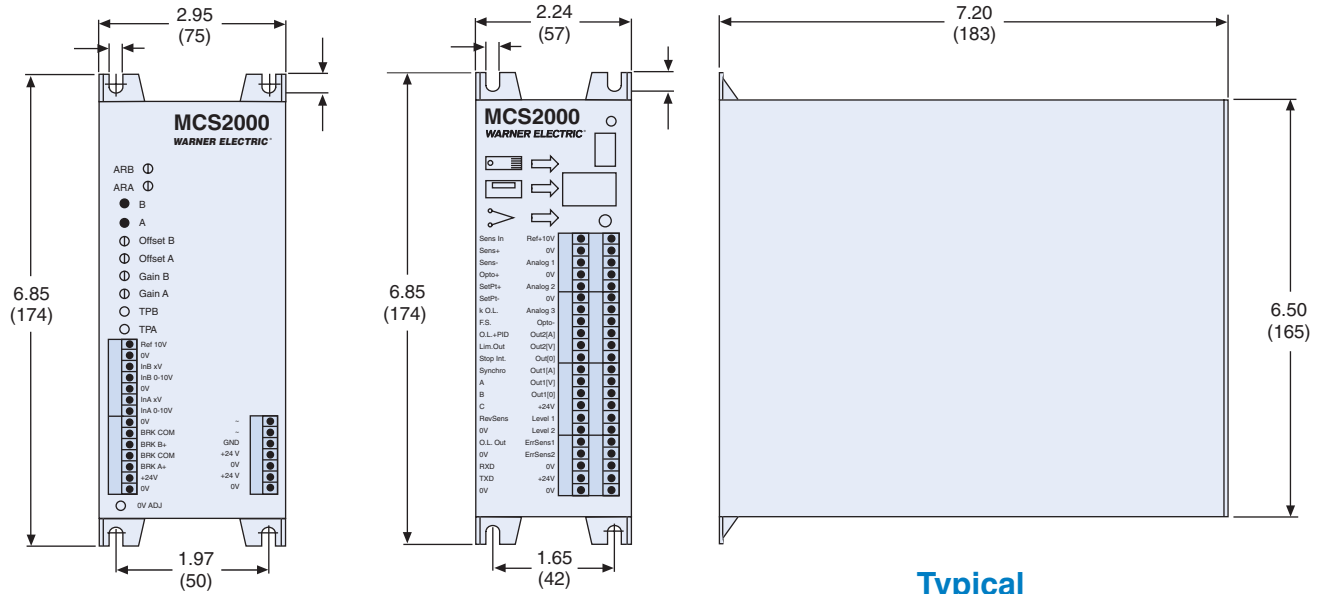 2.95
(75)
2.24
(57)
7.20
(183)
MCS2000
WARNER ELECTRIC
ARB
ARA
B
A
Offset B
Offset A
Gain B
Gain A
TPB
TPA
Ref 10V
0V
InB xV
InB 0-10V
0V
InA xV
InA 0-10V
0V
BRK COM
BRK B+
BRK COM
BRK A+
+24V
0V
–
–
GND
+24 V
0V
+24 V
0V
0V ADJ
6.85
(174)
1.97
(50)
MCS2000
WARNER ELECTRIC
Sens In Ref+10V
Sens+ 0V
Sens- Analog 1
Opto+ 0V
SetPt+ Analog 2
SetPt- 0V
k O.L. Analog 3
F.S. Opto-
O.L.+PID Out2[A]
Lim.Out Out2[V]
Stop Int. Out[0]
Synchro Out1[A]
A Out1[V]
B Out1[0]
C +24V
RevSens Level 1
0V Level 2
O.L. Out ErrSens1
0V ErrSens2
RXD 0V
TXD +24V
0V 0V
6.85
(174)
1.65
(42)
6.50
(165)
Typical